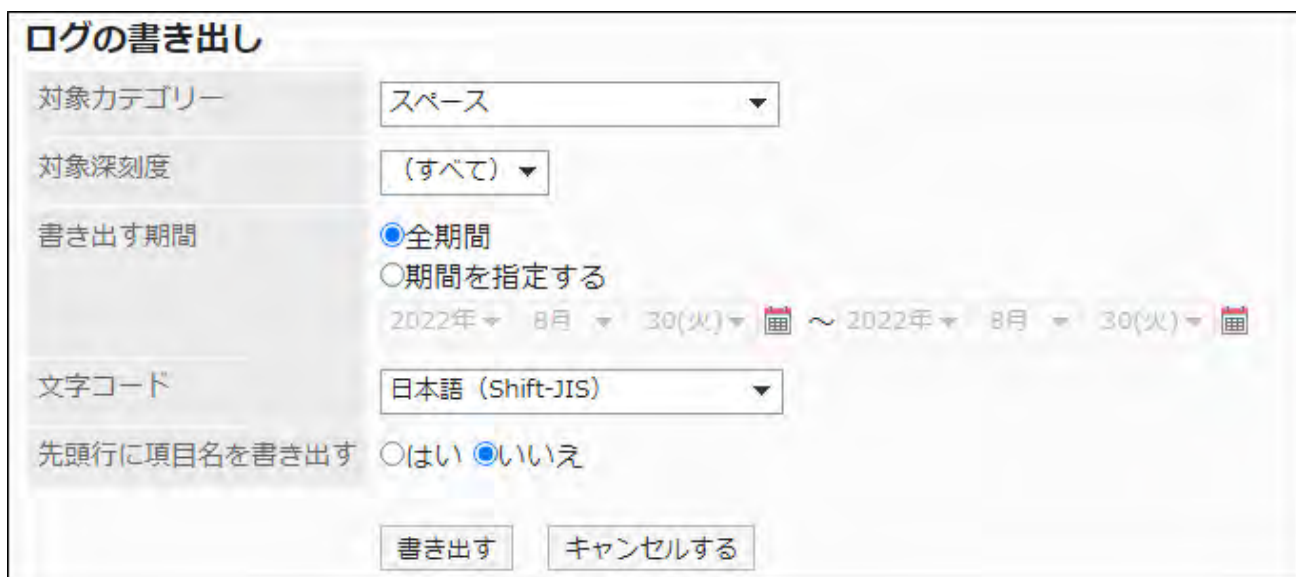 ログの書き出し
対象カテゴリー スペース
対象深刻度 （すべて）
書き出す期間 全期間
期間を指定する
2022年 8月 30(火) ～ 2022年 8月 30(火)
文字コード 日本語（Shift-JIS）
先頭行に項目名を書き出す はい いいえ
書き出す キャンセルする